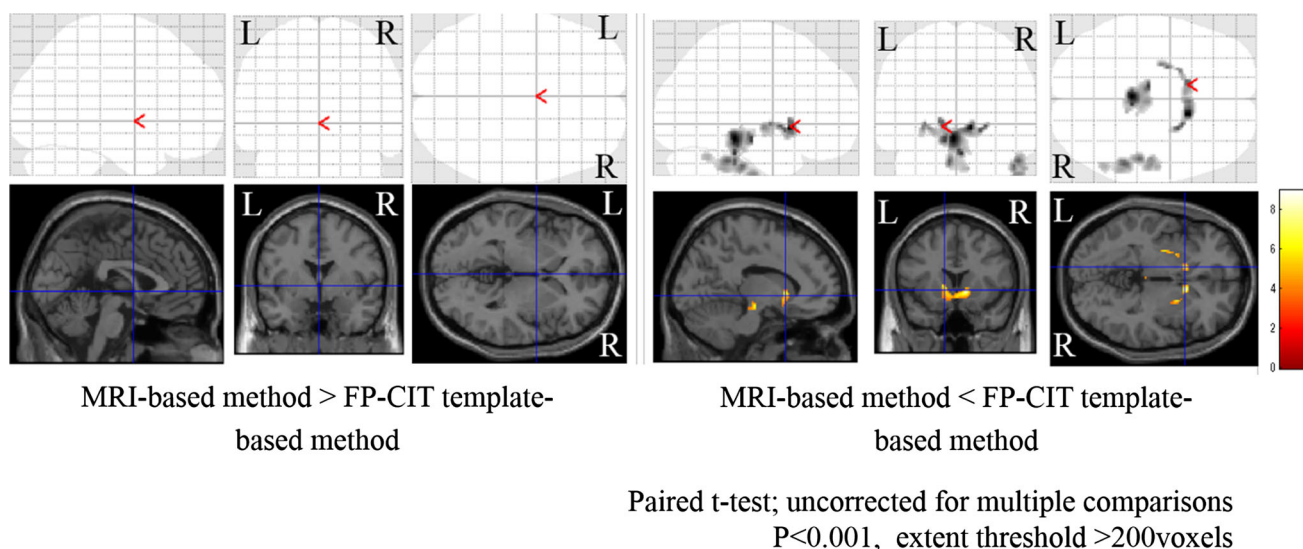 L R L
R
L R L
R
L
L R
R
L
L R
R
8
6
4
2
0
MRI-based method > FP-CIT template-
based method
MRI-based method < FP-CIT template-
based method
Paired t-test; uncorrected for multiple comparisons
P<0.001, extent threshold >200voxels